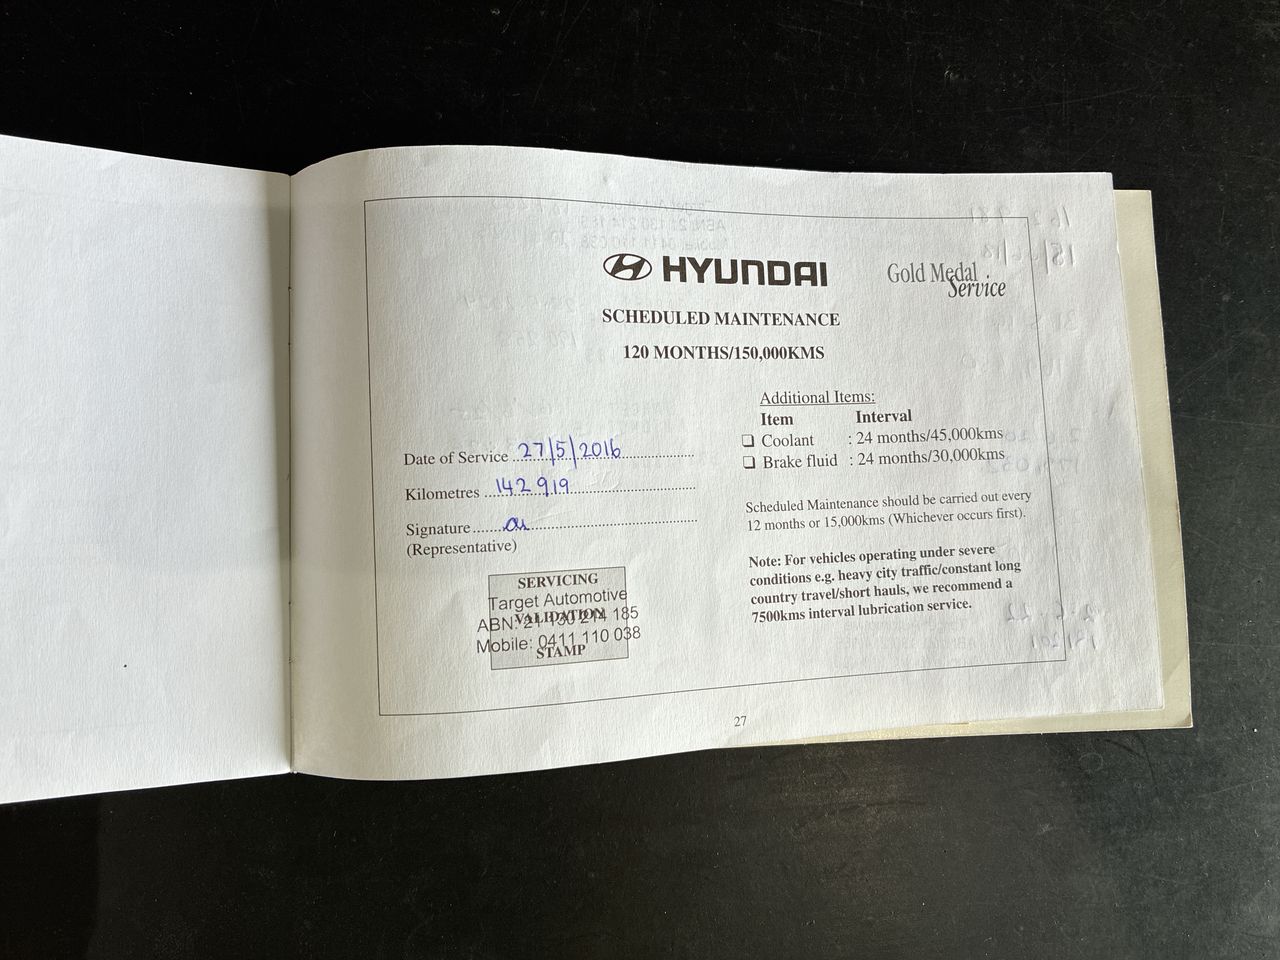 HYUNDAI
Gold Medal
Service
SCHEDULED MAINTENANCE
120 MONTHS/150,000KMS
Date of Service 27/5/2016
Kilometres 142919
Signature
(Representative)
SERVICING
VALIDATION
STAMP
Target Automotive
ABN: 21 130 214 185
Mobile: 0411 110 038
Additional Items:
Item Interval
❏ Coolant : 24 months/45,000kms
❏ Brake fluid : 24 months/30,000kms
Scheduled Maintenance should be carried out every
12 months or 15,000kms (Whichever occurs first).
Note: For vehicles operating under severe
conditions e.g. heavy city traffic/constant long
country travel/short hauls, we recommend a
7500kms interval lubrication service.
27